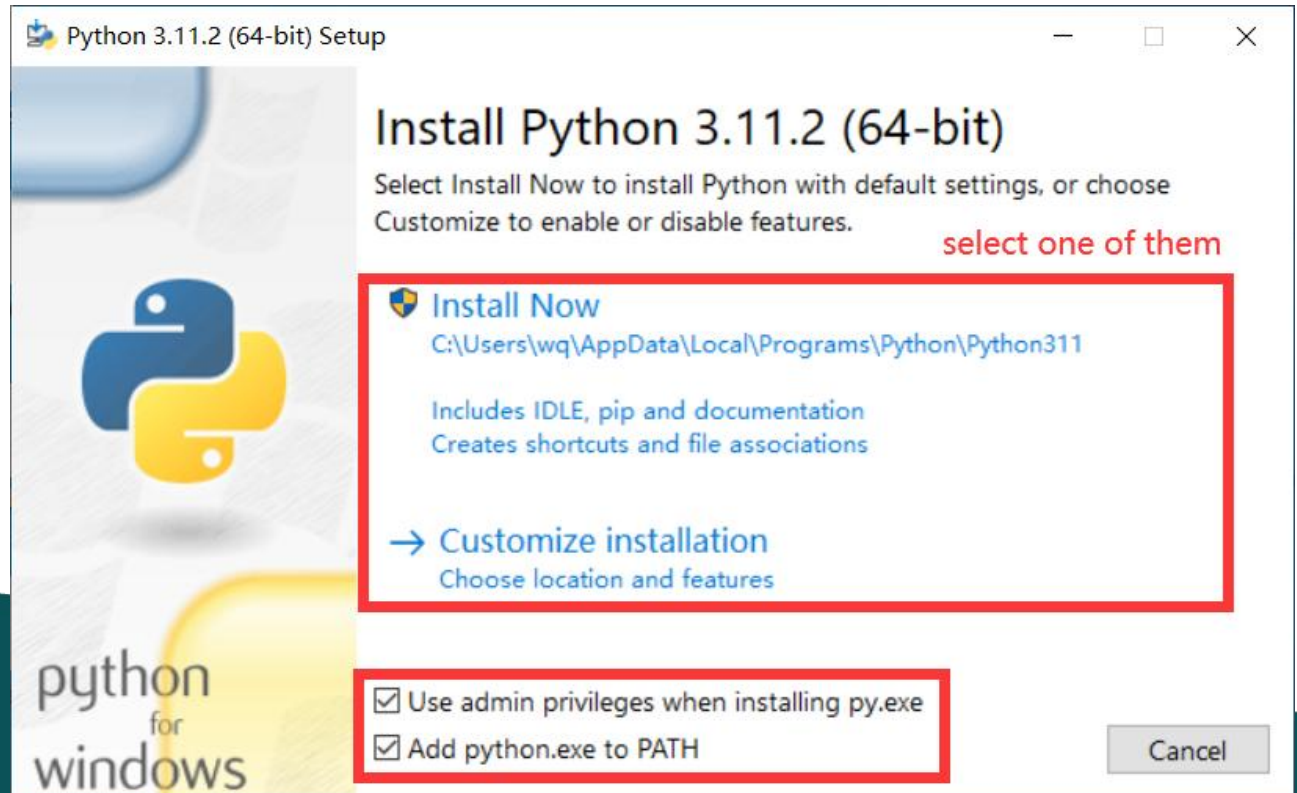 Python 3.11.2 (64-bit) Setup
Install Python 3.11.2 (64-bit)
Select Install Now to install Python with default settings, or choose
Customize to enable or disable features.
select one of them
Install Now
C:\Users\wq\AppData\Local\Programs\Python\Python311
Includes IDLE, pip and documentation
Creates shortcuts and file associations
→ Customize installation
Choose location and features
python
for
windows
Use admin privileges when installing py.exe
Add python.exe to PATH
Cancel